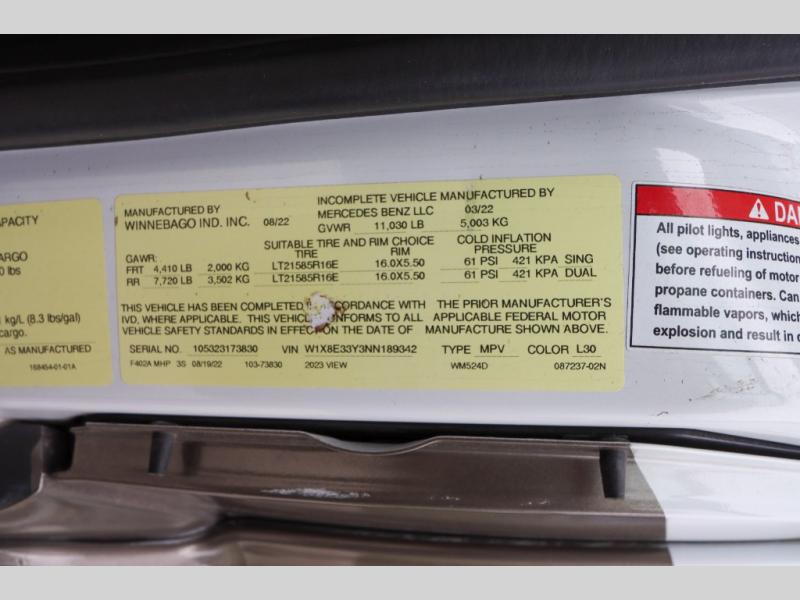 APACITY
ARGO
0 lbs
kg/L (8.3 lbs/gal)
cargo.
AS MANUFACTURED
168454-01-01A
MANUFACTURED BY
WINNEBAGO IND. INC. 08/22
INCOMPLETE VEHICLE MANUFACTURED BY
MERCEDES BENZ LLC 03/22
GVWR 11,030 LB 5,003 KG
SUITABLE TIRE AND RIM CHOICE COLD INFLATION
GAWR: TIRE RIM PRESSURE
FRT 4,410 LB 2,000 KG LT21585R16E 16.0X5.50 61 PSI 421 KPA SING
RR 7,720 LB 3,502 KG LT21585R16E 16.0X5.50 61 PSI 421 KPA DUAL
THIS VEHICLE HAS BEEN COMPLETED CORDANCE WITH THE PRIOR MANUFACTURER'S
IVD, WHERE APPLICABLE. THIS VEHICL ONFORMS TO ALL APPLICABLE FEDERAL MOTOR
VEHICLE SAFETY STANDARDS IN EFFECT ON THE DATE OF MANUFACTURE SHOWN ABOVE.
SERIAL NO. 105323173830 VIN W1X8E33Y3NN189342 TYPE MPV COLOR L30
F402A MHP 3S 08/19/22 103-73830 2023 VIEW WM524D 087237-02N
DAN
All pilot lights, appliances
(see operating instruction
before refueling of motor
propane containers. Can
flammable vapors, which
explosion and result in